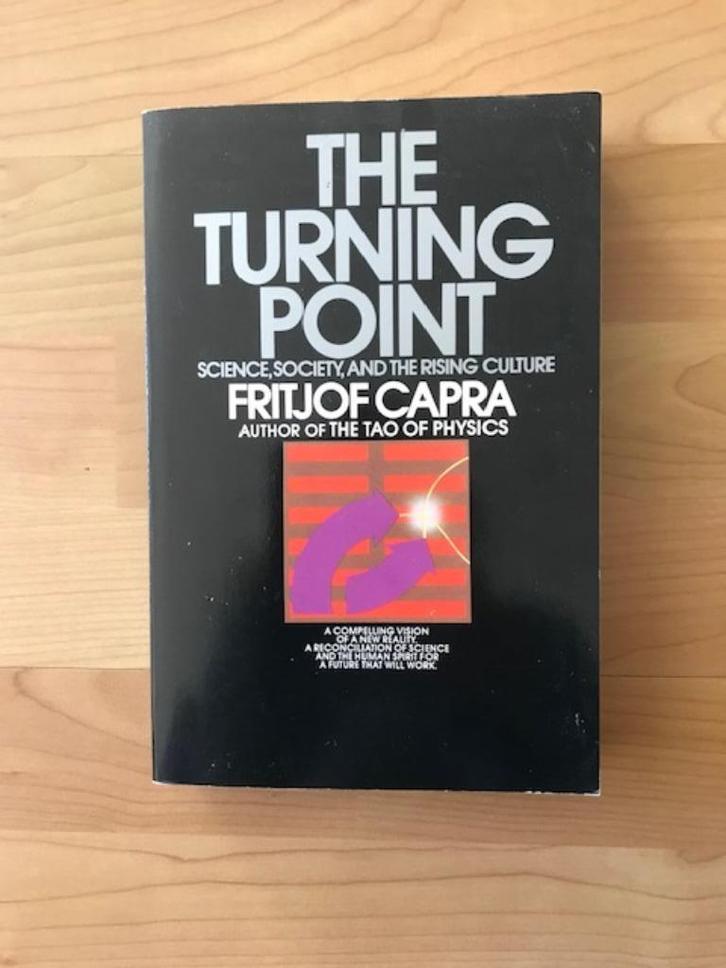 THE
TURNING
POINT
SCIENCE, SOCIETY, AND THE RISING CULTURE
FRITJOF CAPRA
AUTHOR OF THE TAO OF PHYSICS
A COMPELLING VISION
OF A NEW REALITY.
A RECONCILIATION OF SCIENCE
AND THE HUMAN SPIRIT FOR
A FUTURE THAT WILL WORK.